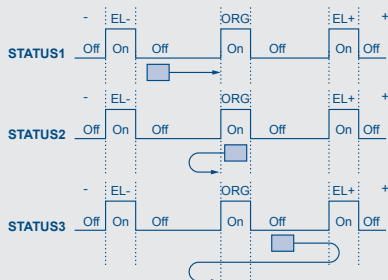 - EL- ORG EL+ +
STATUS1 Off On Off On Off On Off
- EL- ORG EL+ +
STATUS2 Off On Off On Off On Off
- EL- ORG EL+ +
STATUS3 Off On Off On Off On Off